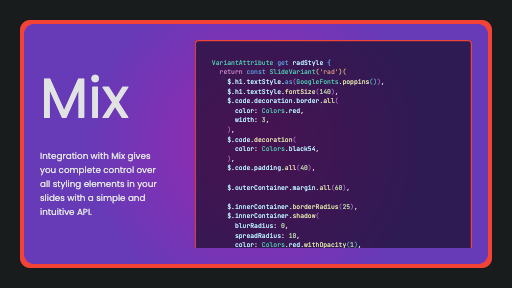 Mix
Integration with Mix gives
you complete control over
all styling elements in your
slides with a simple and
intuitive API.
VariantAttribute get radStyle {
return const SlideVariant('rad')(
$.h1.textStyle.as(GoogleFonts.poppins()),
$.h1.textStyle.fontSize(140),
$.code.decoration.border.all(
color: Colors.red,
width: 3,
),
$.code.decoration(
color: Colors.black54,
),
$.code.padding.all(40),
$.outerContainer.margin.all(60),
$.innerContainer.borderRadius(25),
$.innerContainer.shadow(
blurRadius: 0,
spreadRadius: 10,
color: Colors.red.withOpacity(1),